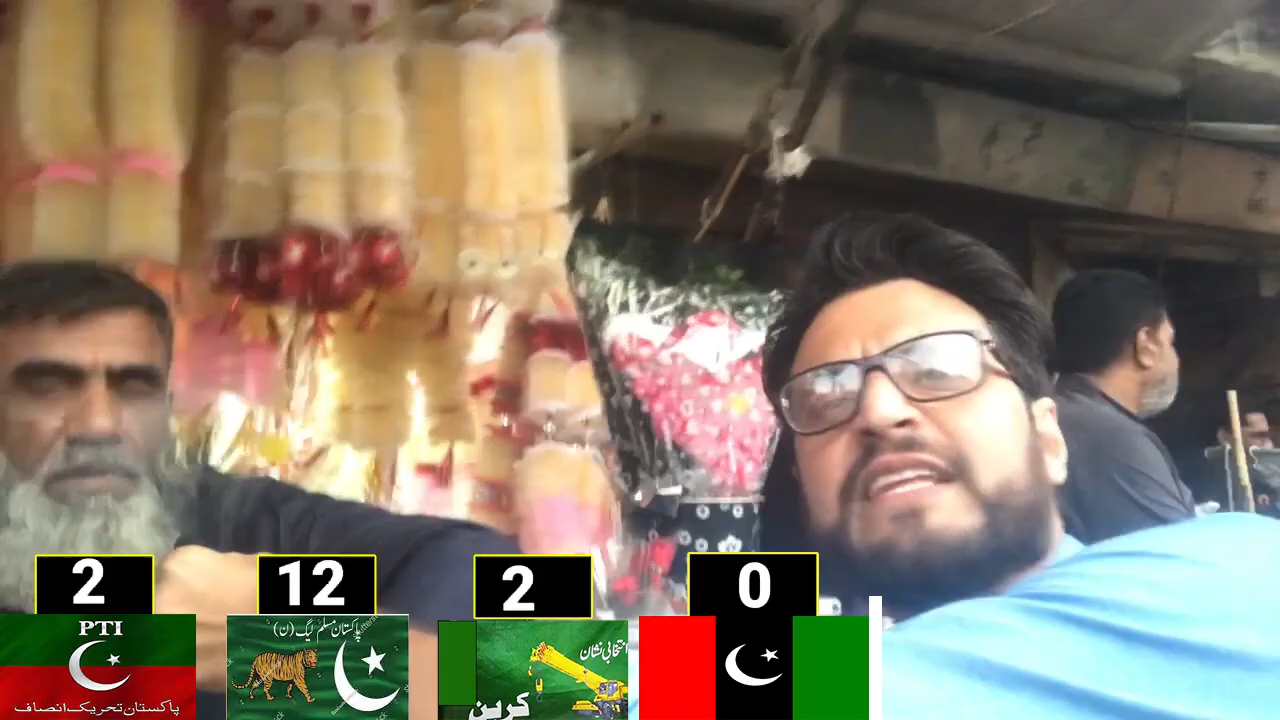 2
12
2
0
PTI
پاکستان تحریک انصاف
پاکستان مسلم لیگ (ن)
انتخابی نشان
کرین